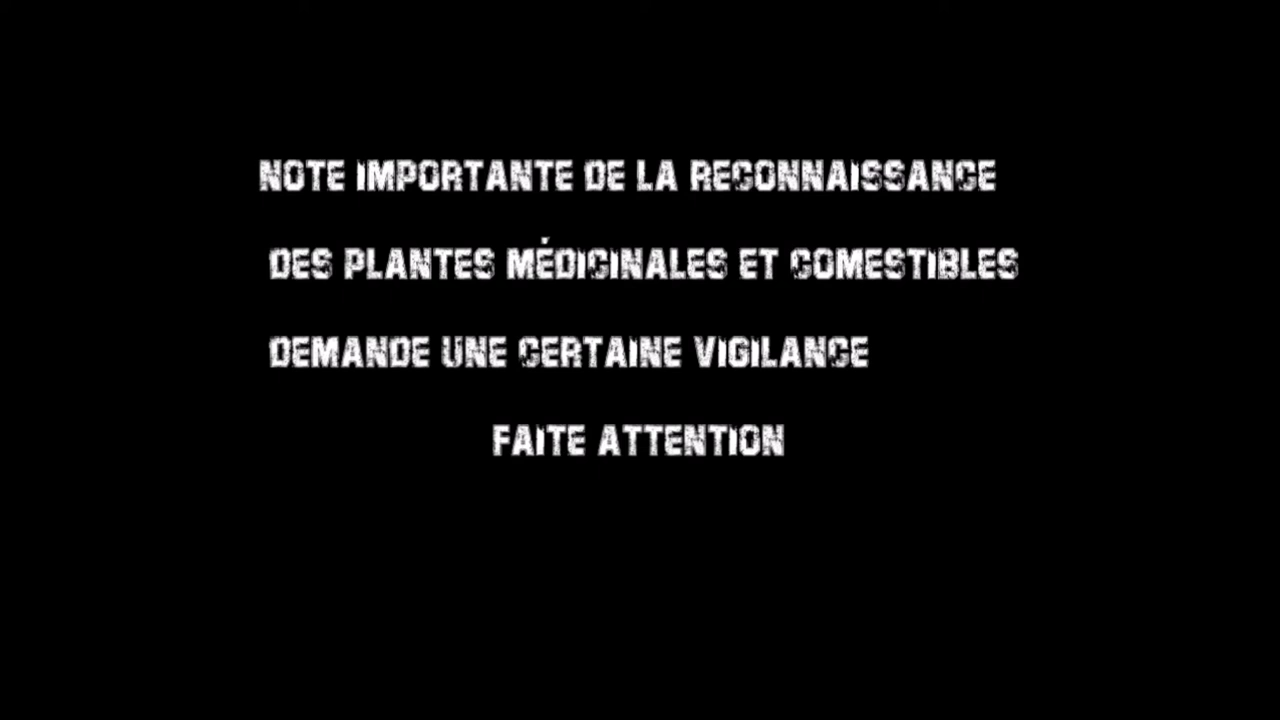 NOTE IMPORTANTE DE LA RECONNAISSANCE
DES PLANTES MÉDICINALES ET COMESTIBLES
DEMANDE UNE CERTAINE VIGILANCE
FAITE ATTENTION